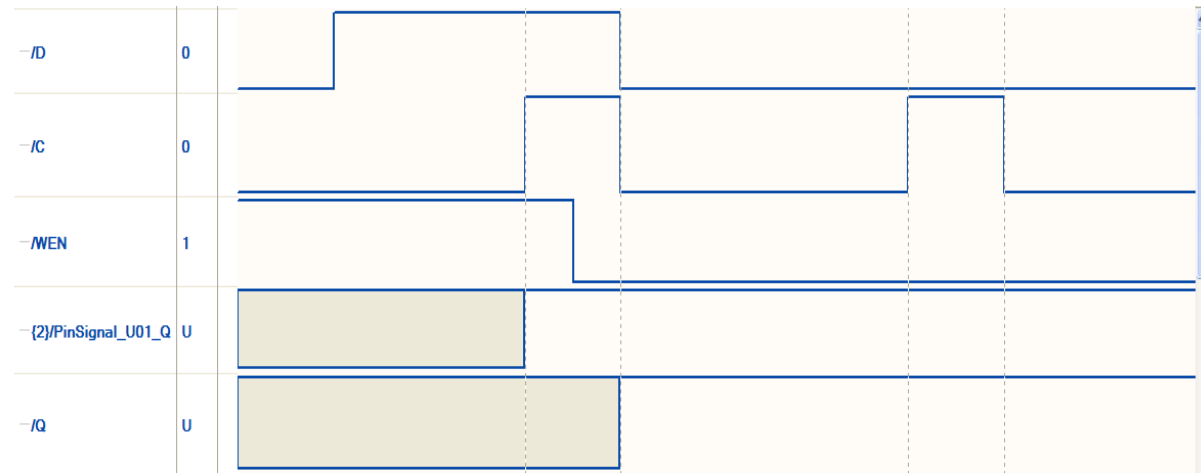 /D 0
/C 0
/WEN 1
{2}/PinSignal_U01_Q U
/Q U